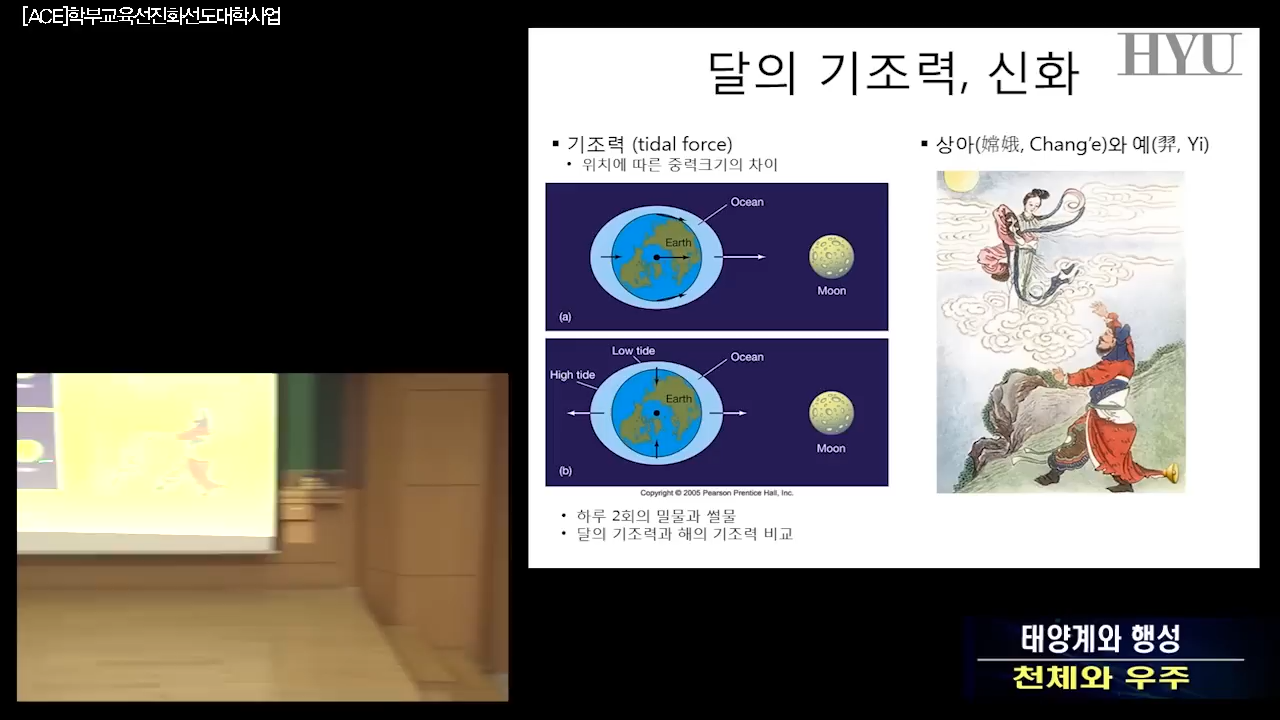 [ACE]학부교육선진화선도대학사업
HYU
달의 기조력, 신화
▪ 기조력 (tidal force)
• 위치에 따른 중력크기의 차이
Ocean
Earth
Moon
(a)
Low tide
Ocean
High tide
Earth
Moon
(b)
Copyright © 2005 Pearson Prentice Hall, Inc.
• 하루 2회의 밀물과 썰물
• 달의 기조력과 해의 기조력 비교
▪ 상아(嫦娥, Chang’e)와 예(羿, Yi)
태양계와 행성
천체와 우주